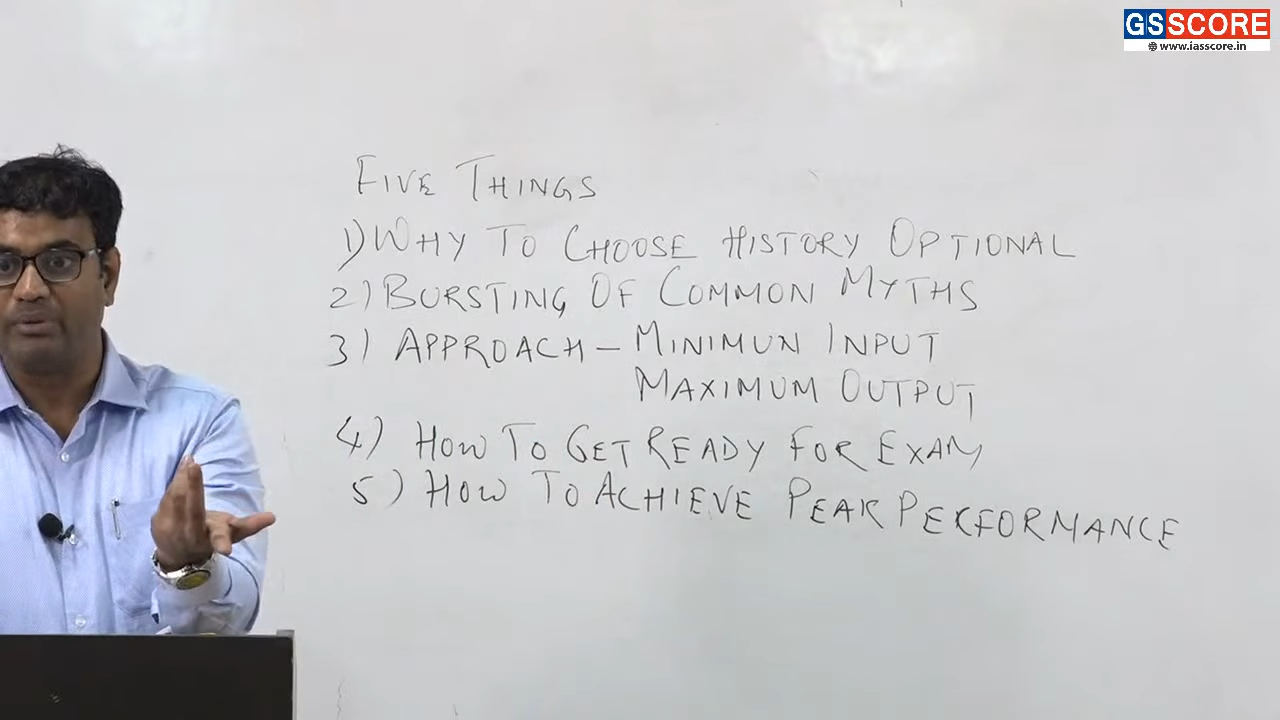 GSSCORE
www.iasscore.in
FIVE THINGS
1) WHY TO CHOOSE HISTORY OPTIONAL
2) BURSTING OF COMMON MYTHS
3) APPROACH - MINIMUN INPUT
MAXIMUM OUTPUT
4) HOW TO GET READY FOR EXAM
5) HOW TO ACHIEVE PEAK PERFORMANCE